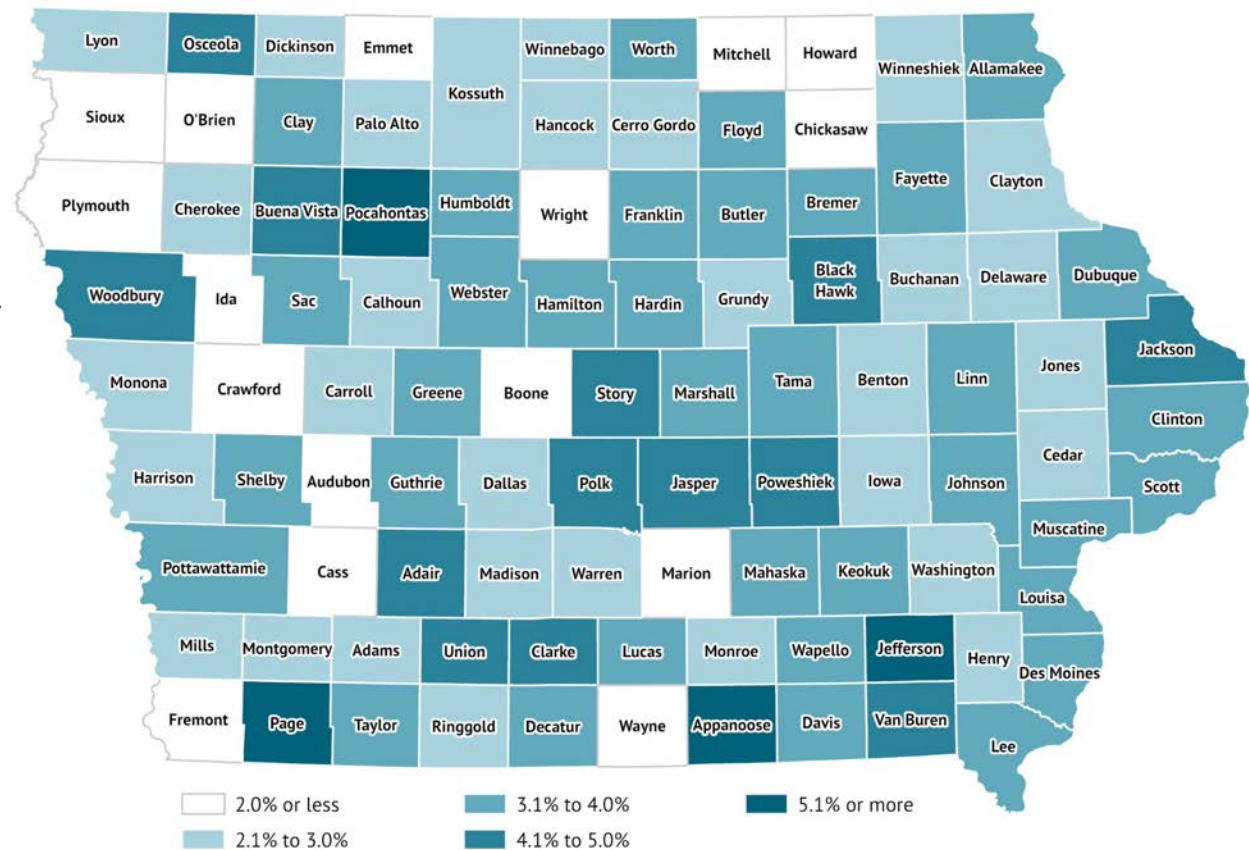 Lyon
Osceola
Dickinson
Emmet
Winnebago
Worth
Mitchell
Howard
Winneshiek
Allamakee
Kossuth
Sioux
O'Brien
Clay
Palo Alto
Hancock
Cerro Gordo
Floyd
Chickasaw
Plymouth
Cherokee
Buena Vista
Pocahontas
Humboldt
Wright
Franklin
Butler
Bremer
Fayette
Clayton
Woodbury
Ida
Sac
Calhoun
Webster
Hamilton
Hardin
Grundy
Black
Hawk
Buchanan
Delaware
Dubuque
Jackson
Monona
Crawford
Carroll
Greene
Boone
Story
Marshall
Tama
Benton
Linn
Jones
Clinton
Harrison
Shelby
Audubon
Guthrie
Dallas
Polk
Jasper
Poweshiek
Iowa
Johnson
Cedar
Scott
Muscatine
Pottawattamie
Cass
Adair
Madison
Warren
Marion
Mahaska
Keokuk
Washington
Louisa
Mills
Montgomery
Adams
Union
Clarke
Lucas
Monroe
Wapello
Jefferson
Henry
Des Moines
Fremont
Page
Taylor
Ringgold
Decatur
Wayne
Appanoose
Davis
Van Buren
Lee
2.0% or less
3.1% to 4.0%
5.1% or more
2.1% to 3.0%
4.1% to 5.0%